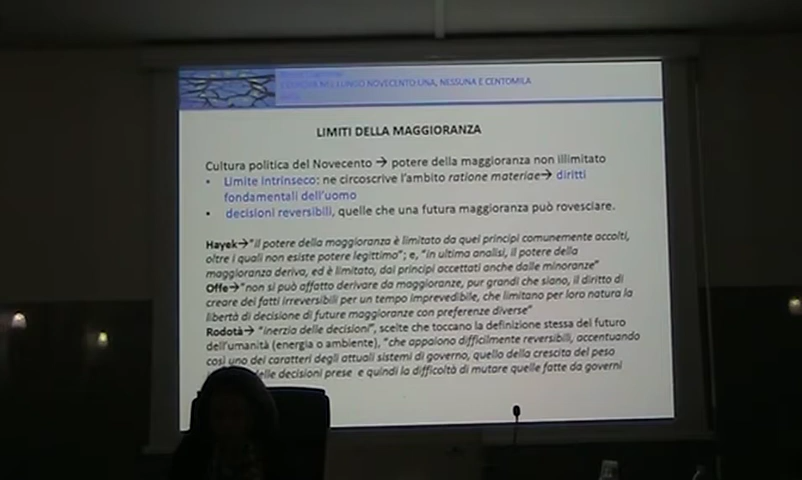 NEL LUNGO NOVECENTO UNA, NESSUNA E CENTOMILA
LIMITI DELLA MAGGIORANZA
Cultura politica del Novecento → potere della maggioranza non illimitato
• Limite intrinseco: ne circoscrive l'ambito ratione materiae→ diritti
fondamentali dell'uomo
• decisioni reversibili, quelle che una futura maggioranza può rovesciare.
Hayek→"il potere della maggioranza è limitato da quei principi comunemente accolti,
oltre i quali non esiste potere legittimo"; e, "in ultima analisi, il potere della
maggioranza deriva, ed è limitato, dai principi accettati anche dalle minoranze"
Offe→"non si può affatto derivare da maggioranze, pur grandi che siano, il diritto di
creare dei fatti irreversibili per un tempo imprevedibile, che limitano per loro natura la
libertà di decisione di future maggioranze con preferenze diverse"
Rodotà→ "inerzia delle decisioni", scelte che toccano la definizione stessa del futuro
dell'umanità (energia o ambiente), "che appaiono difficilmente reversibili, accentuando
così uno dei caratteri degli attuali sistemi di governo, quello della crescita del peso
delle decisioni prese e quindi la difficoltà di mutare quelle fatte da governi